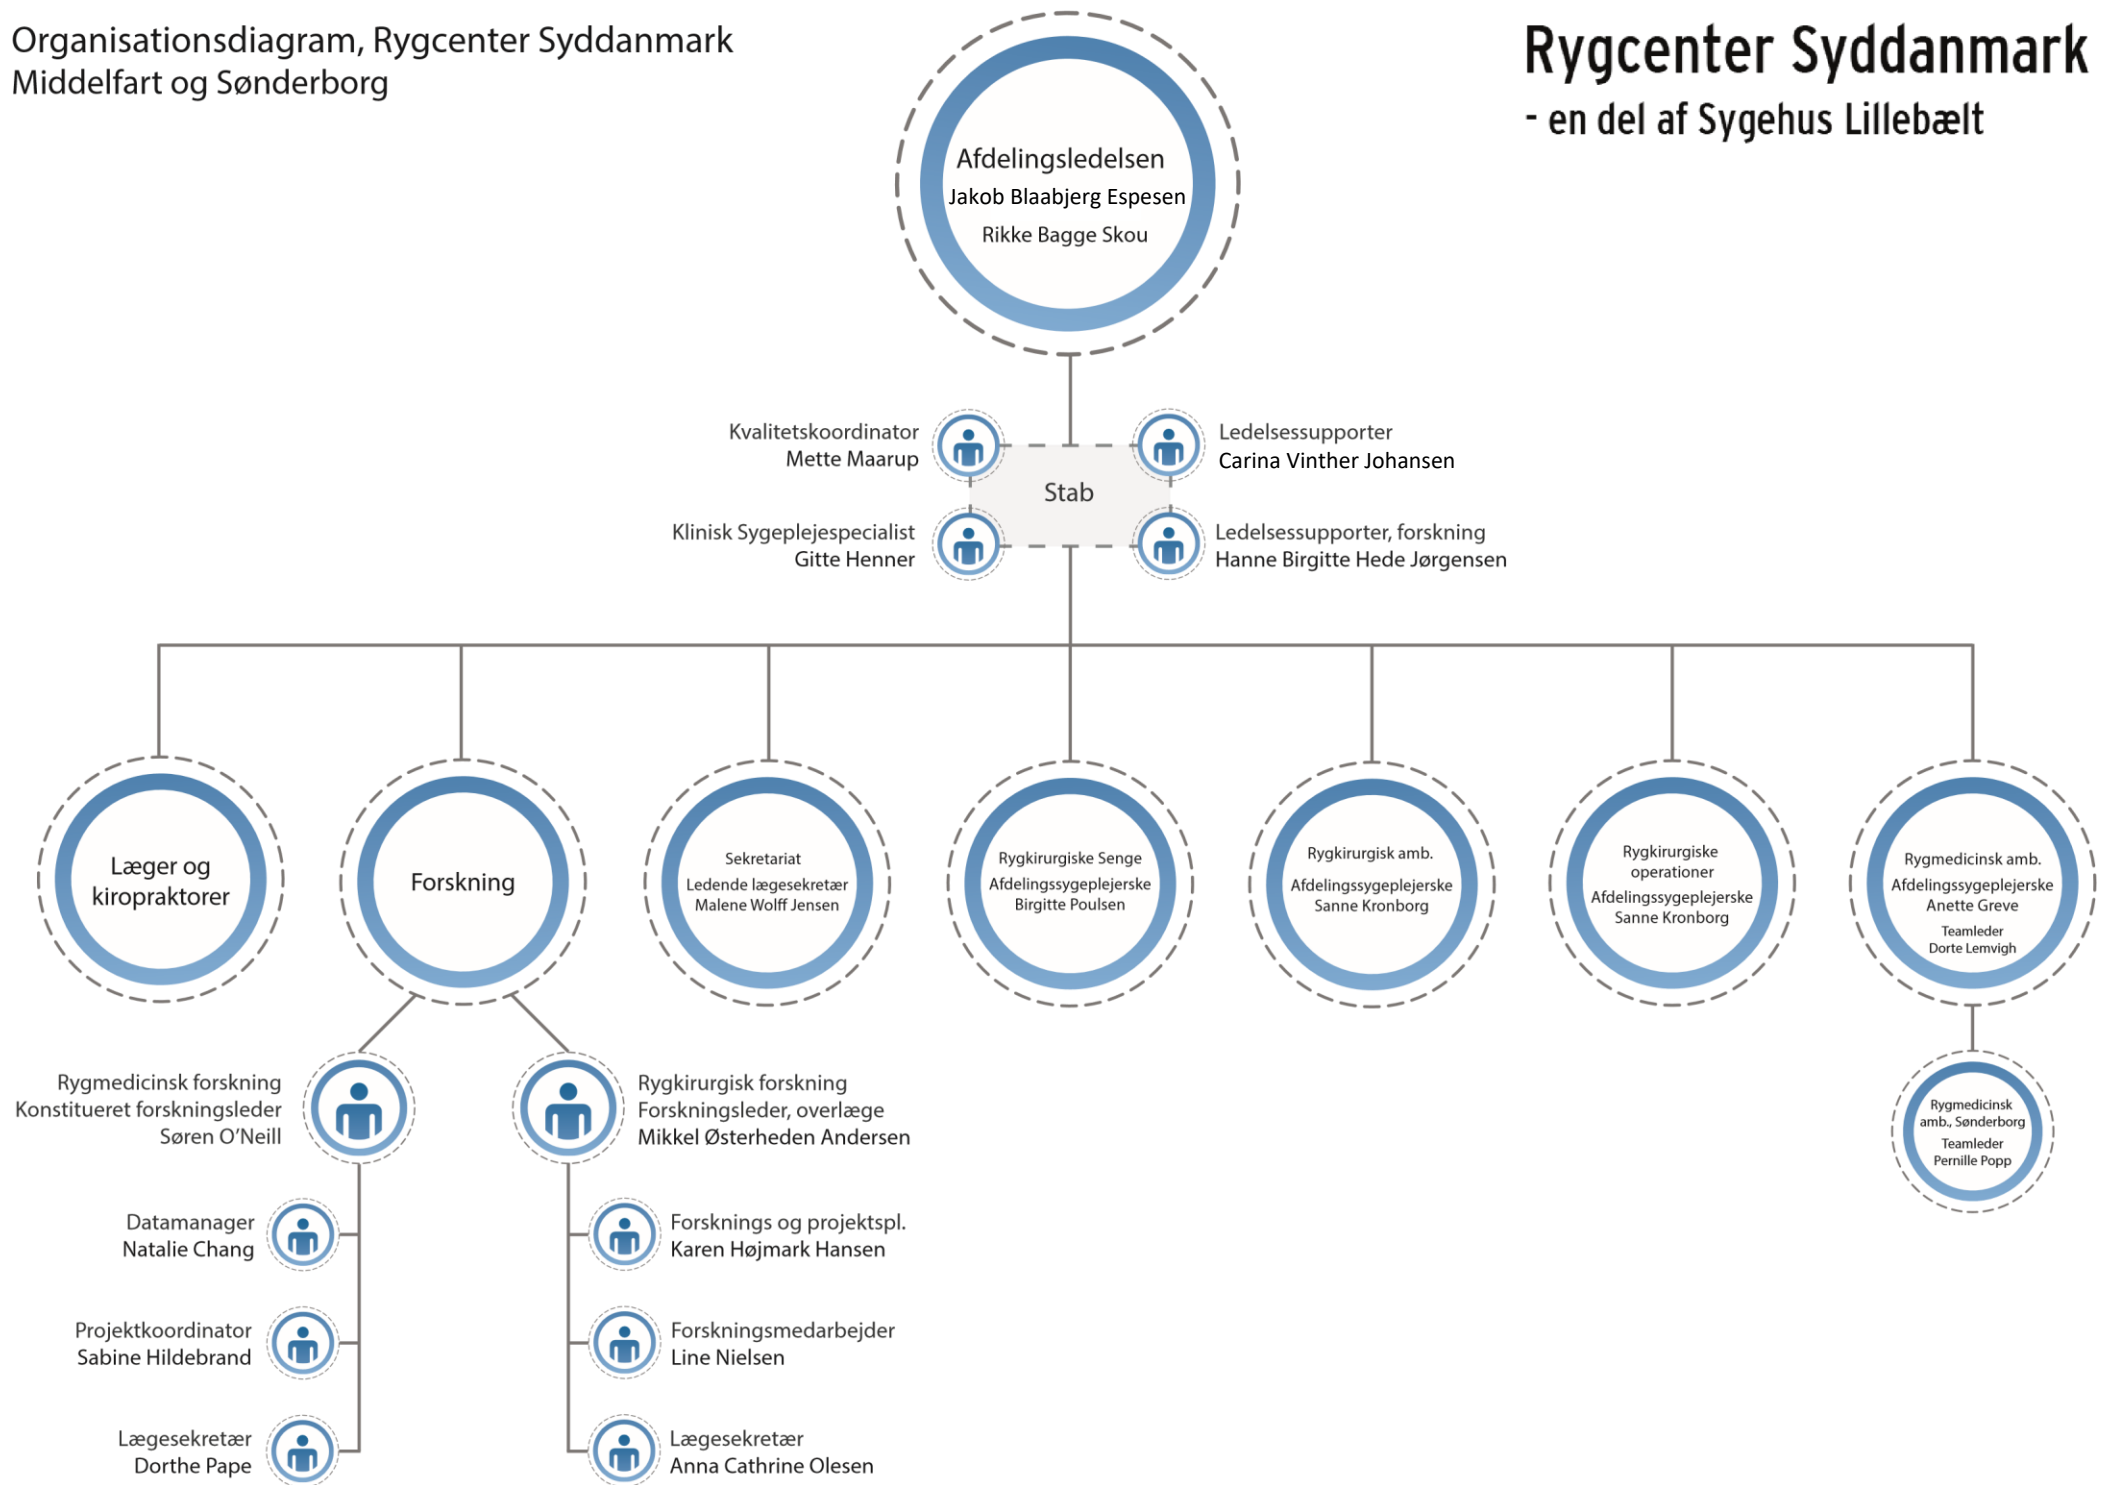 Organisationsdiagram, Rygcenter Syddanmark
Middelfart og Sønderborg
Rygcenter Syddanmark
- en del af Sygehus Lillebælt
Afdelingsledelsen
Jakob Blaabjerg Espesen
Rikke Bagge Skou
Kvalitetskoordinator
Mette Maarup
Ledelsessupporter
Carina Vinther Johansen
Stab
Klinisk Sygeplejespecialist
Gitte Henner
Ledelsessupporter, forskning
Hanne Birgitte Hede Jørgensen
Læger og
kiropraktorer
Forskning
Sekretariat
Ledende lægesekretær
Malene Wolff Jensen
Rygkirurgiske Senge
Afdelingssygeplejerske
Birgitte Poulsen
Rygkirurgisk amb.
Afdelingssygeplejerske
Sanne Kronborg
Rygkirurgiske
operationer
Afdelingssygeplejerske
Sanne Kronborg
Rygmedicinsk amb.
Afdelingssygeplejerske
Anette Greve
Teamleder
Dorte Lemvigh
Rygmedicinsk forskning
Konstitueret forskningsleder
Søren O’Neill
Rygkirurgisk forskning
Forskningsleder, overlæge
Mikkel Østerheden Andersen
Rygmedicinsk
amb., Sønderborg
Teamleder
Pernille Popp
Datamanager
Natalie Chang
Forsknings og projektspl.
Karen Højmark Hansen
Projektkoordinator
Sabine Hildebrand
Forskningsmedarbejder
Line Nielsen
Lægesekretær
Dorthe Pape
Lægesekretær
Anna Cathrine Olesen